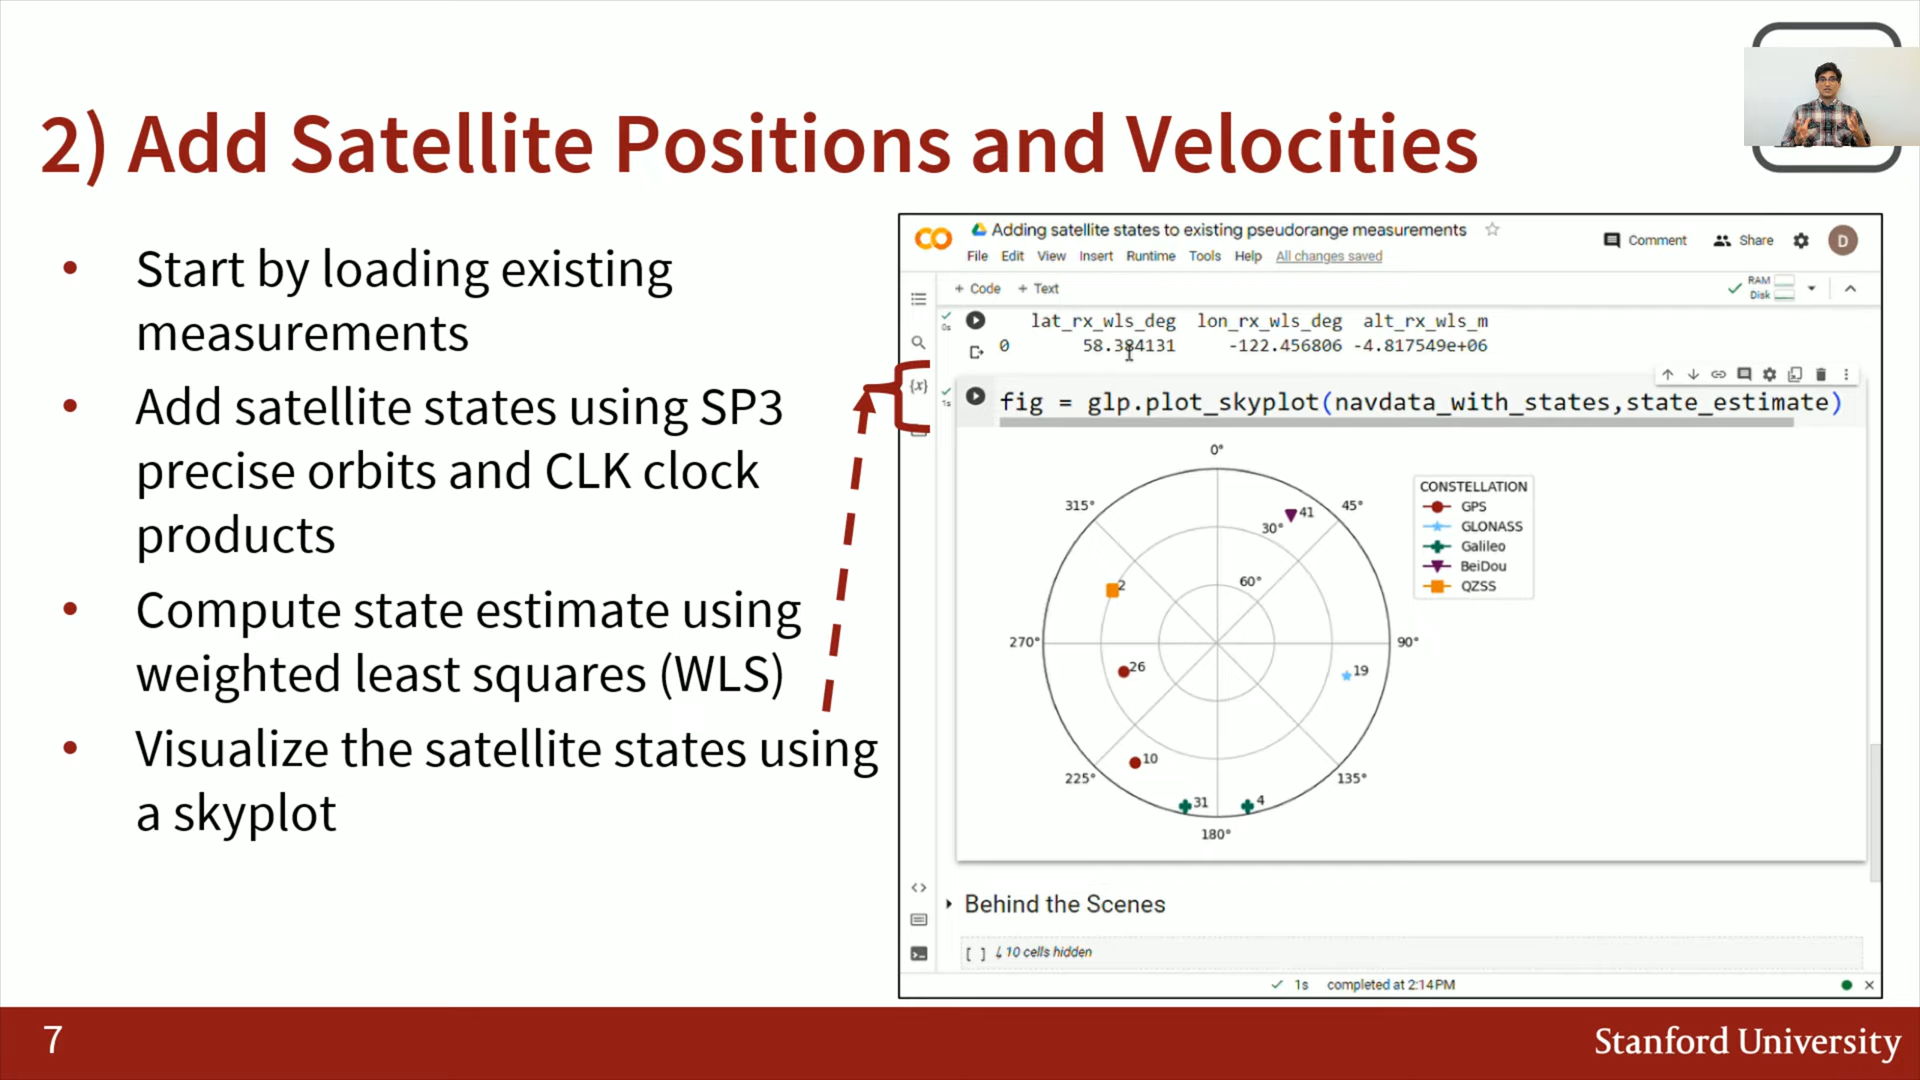 2) Add Satellite Positions and Velocities
• Start by loading existing
measurements
• Add satellite states using SP3
precise orbits and CLK clock
products
• Compute state estimate using
weighted least squares (WLS)
• Visualize the satellite states using
a skyplot
Adding satellite states to existing pseudorange measurements
Comment Share D
File Edit View Insert Runtime Tools Help All changes saved
+ Code + Text
RAM
Disk
0s
lat_rx_wls_deg lon_rx_wls_deg alt_rx_wls_m
0 58.384131 -122.456806 -4.817549e+06
{x}
1s
fig = glp.plot_skyplot(navdata_with_states,state_estimate)
0°
315° 45°
30° 41
60°
2
270° 90°
26 19
10
225° 135°
31 4
180°
CONSTELLATION
GPS
GLONASS
Galileo
BeiDou
QZSS
Behind the Scenes
[ ] ↳ 10 cells hidden
1s completed at 2:14 PM
7
Stanford University